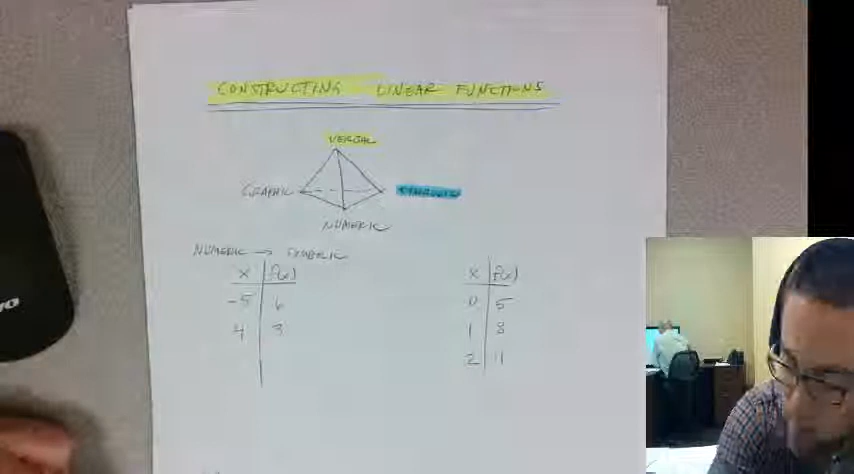 CONSTRUCTING LINEAR FUNCTIONS
VERBAL
GRAPHIC SYMBOLIC
NUMERIC
NUMERIC → SYMBOLIC
x f(x) x f(x)
-5 6 0 5
4 3 1 8
2 11